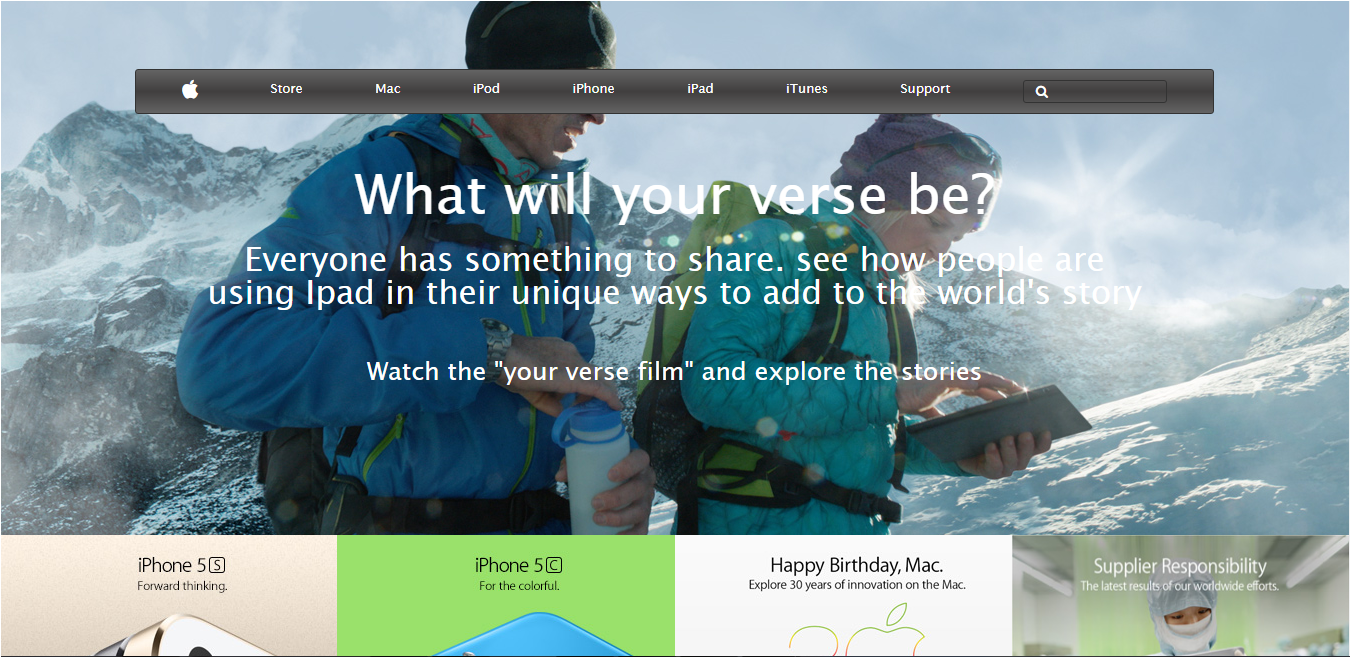 Store Mac iPod iPhone iPad iTunes Support
What will your verse be?
Everyone has something to share. see how people are
using Ipad in their unique ways to add to the world's story
Watch the "your verse film" and explore the stories
iPhone 5S
Forward thinking.
iPhone 5C
For the colorful.
Happy Birthday, Mac.
Explore 30 years of innovation on the Mac.
Supplier Responsibility
The latest results of our worldwide efforts.